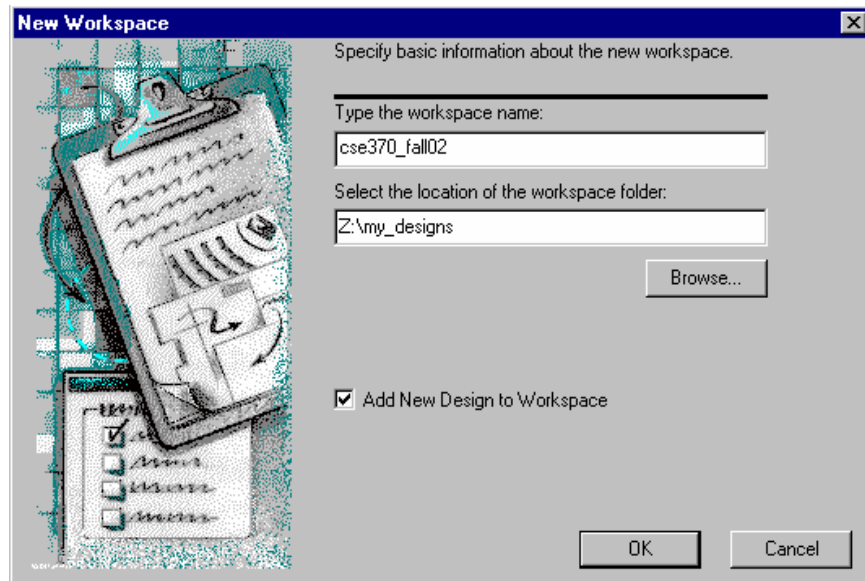 New Workspace
Specify basic information about the new workspace.
Type the workspace name:
cse370_fall02
Select the location of the workspace folder:
Z:\my_designs
Browse...
Add New Design to Workspace
OK
Cancel